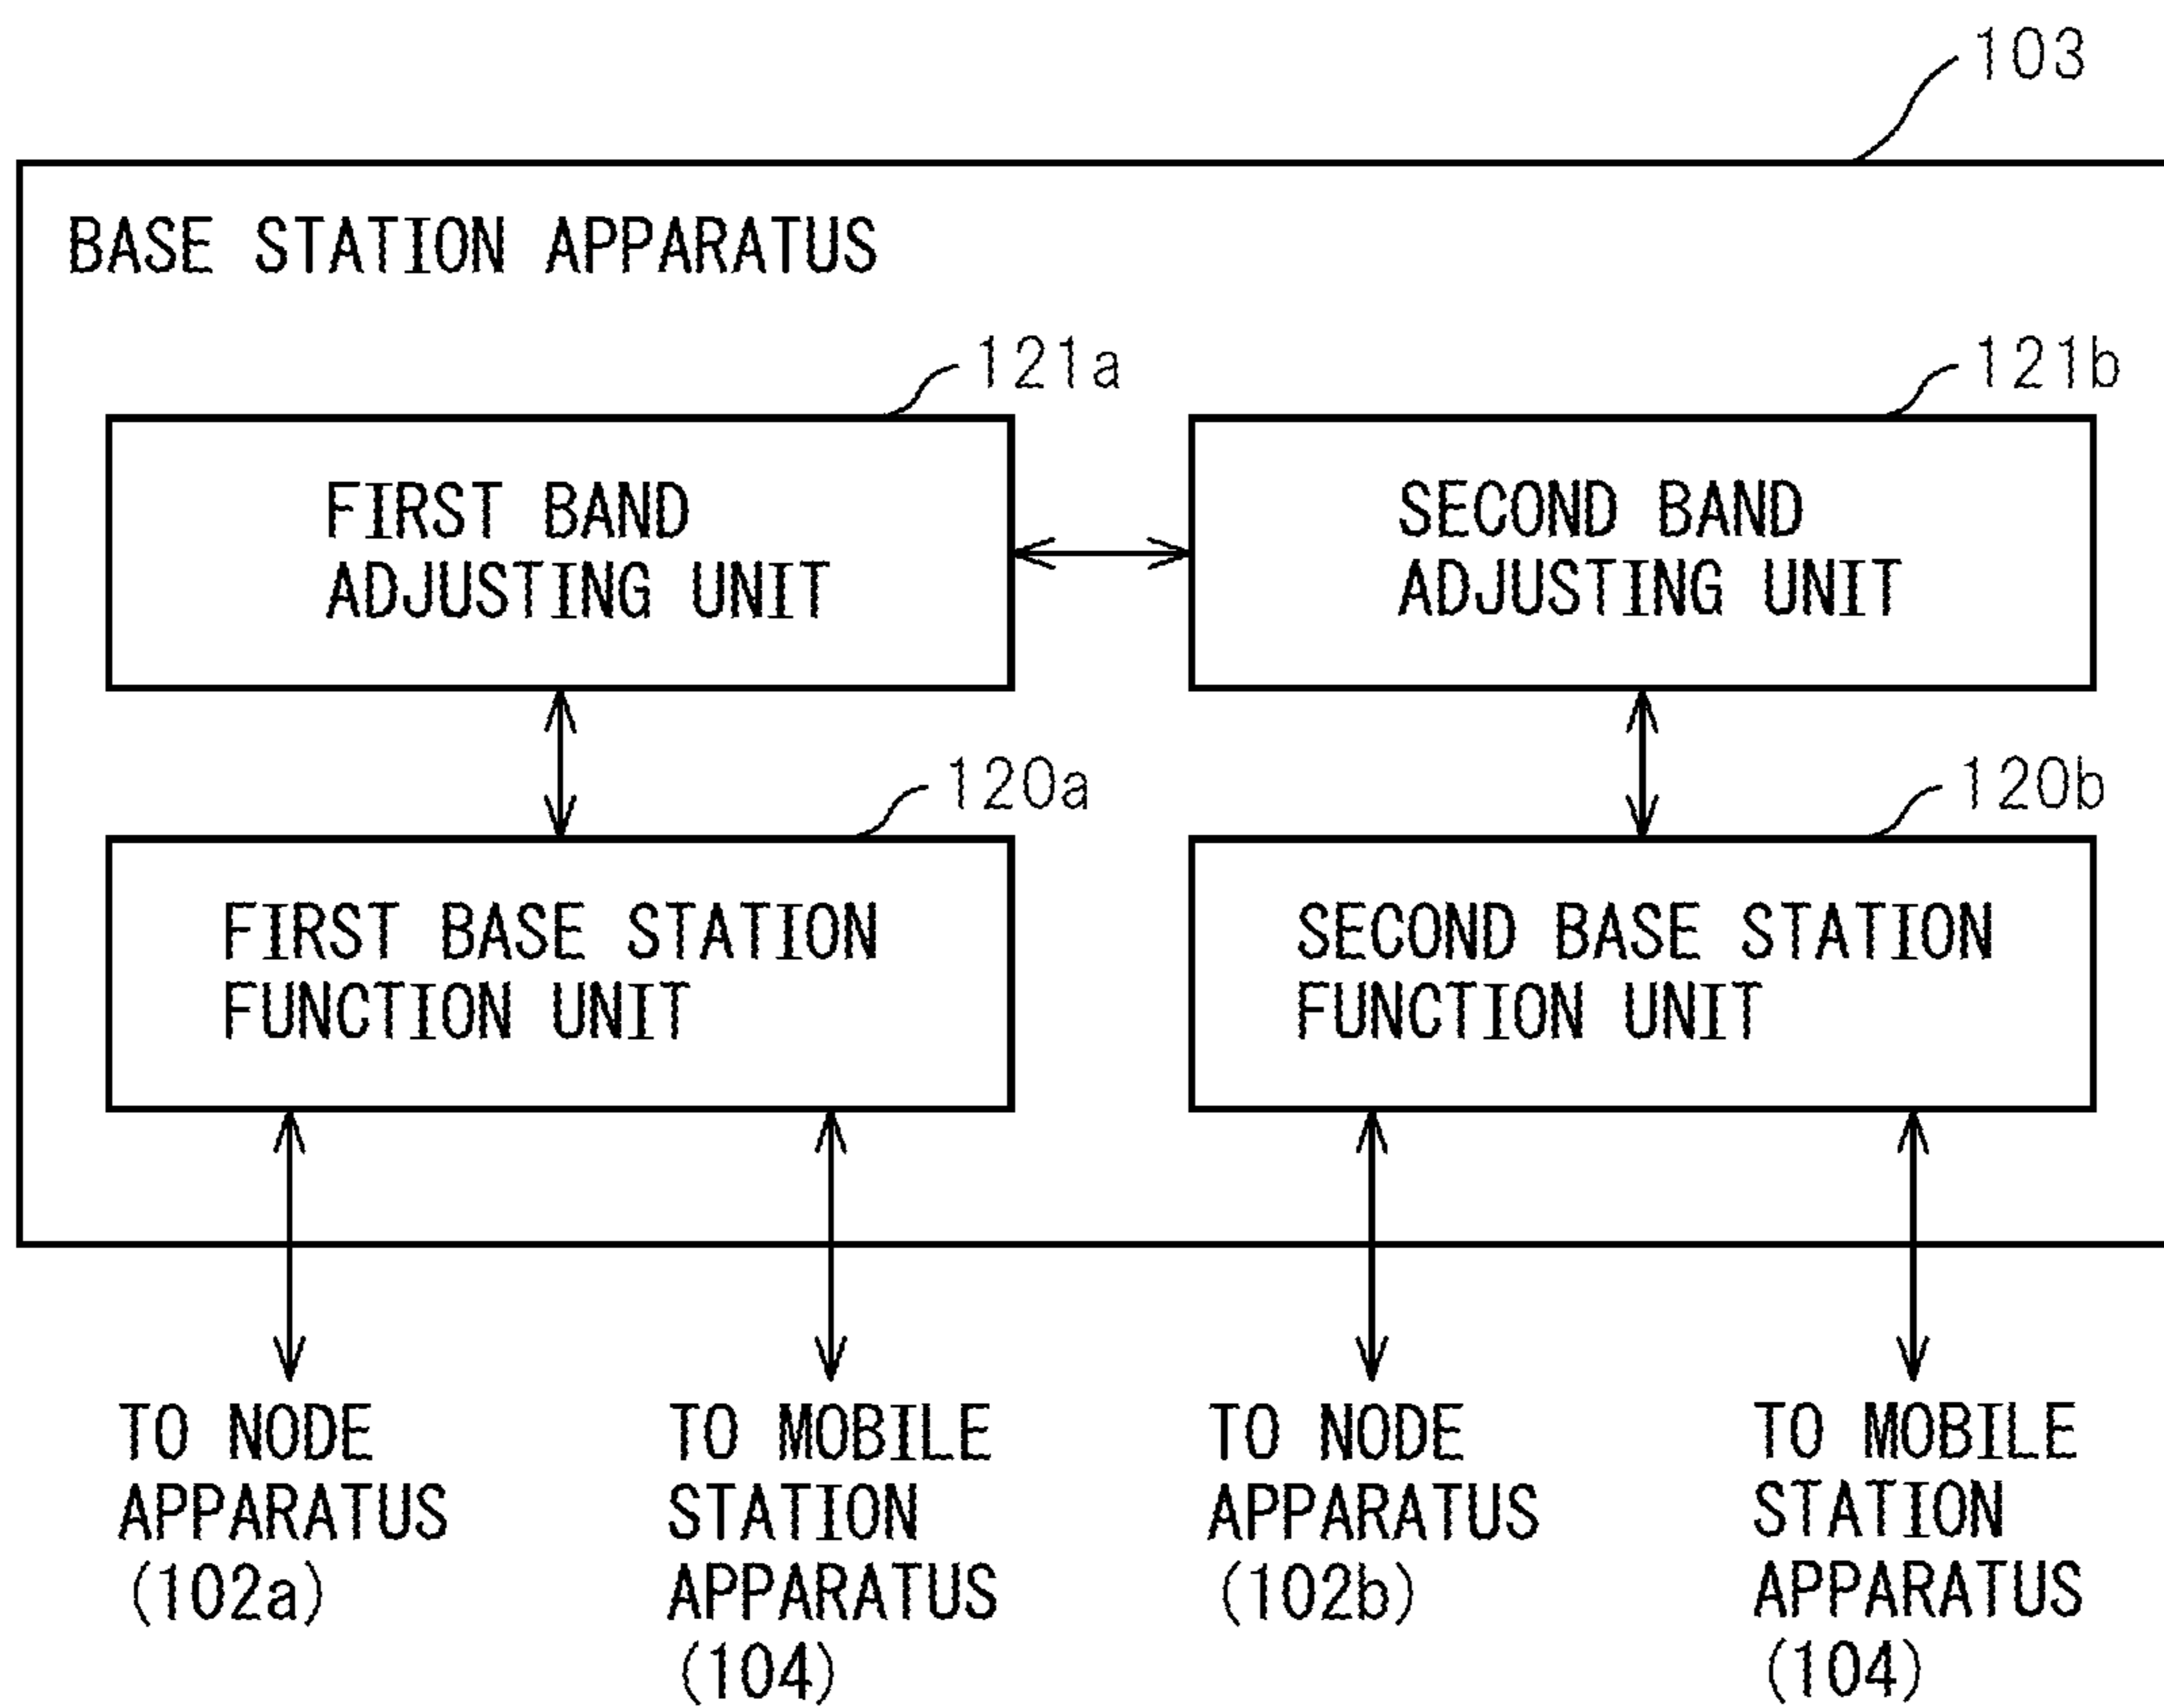 103
BASE STATION APPARATUS
121a
121b
FIRST BAND
ADJUSTING UNIT
SECOND BAND
ADJUSTING UNIT
120a
120b
FIRST BASE STATION
FUNCTION UNIT
SECOND BASE STATION
FUNCTION UNIT
TO NODE
APPARATUS
(102a)
TO MOBILE
STATION
APPARATUS
(104)
TO NODE
APPARATUS
(102b)
TO MOBILE
STATION
APPARATUS
(104)